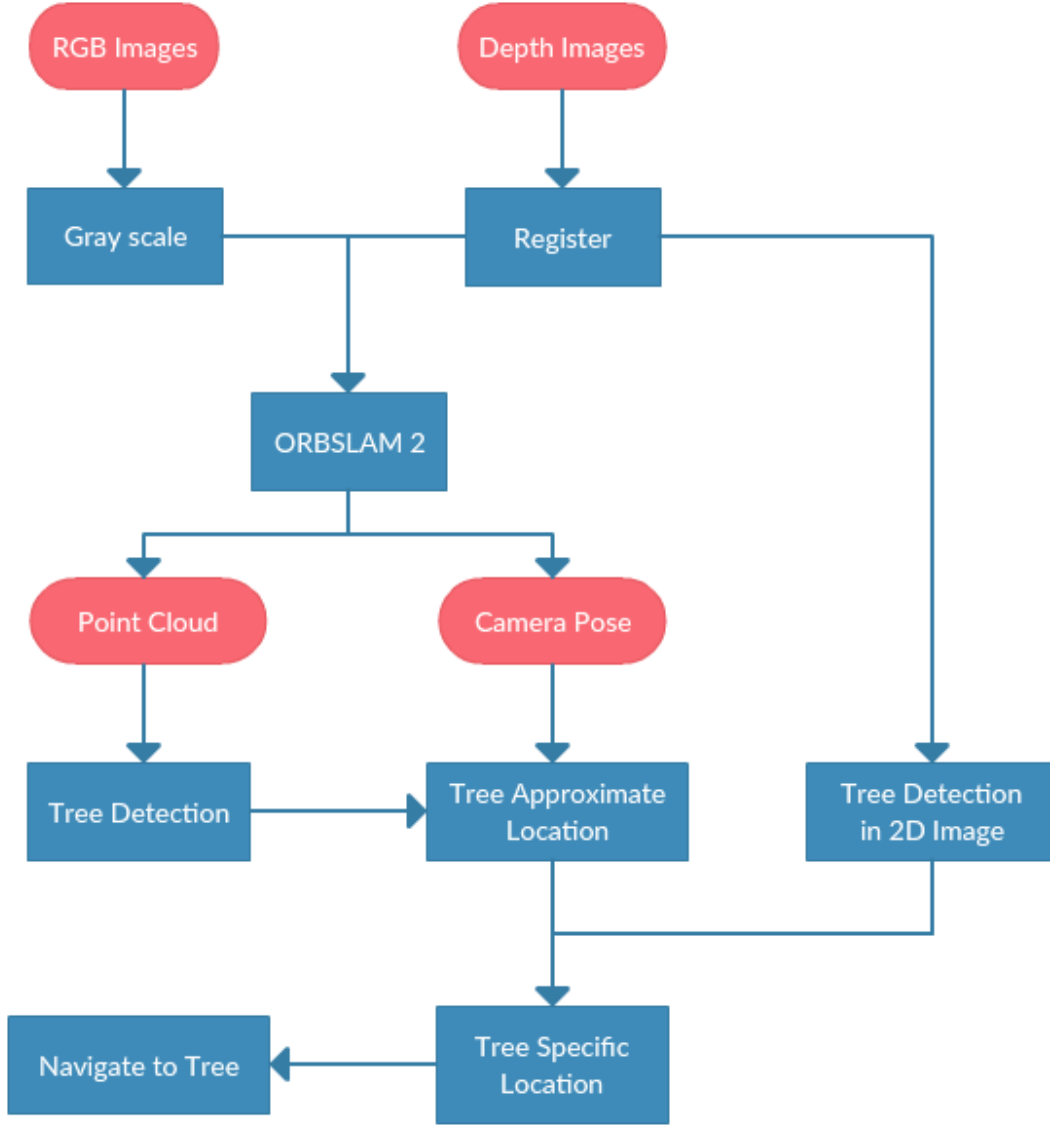 RGB Images
Depth Images
Gray scale
Register
ORBSLAM 2
Point Cloud
Camera Pose
Tree Detection
Tree Approximate
Location
Tree Detection
in 2D Image
Navigate to Tree
Tree Specific
Location